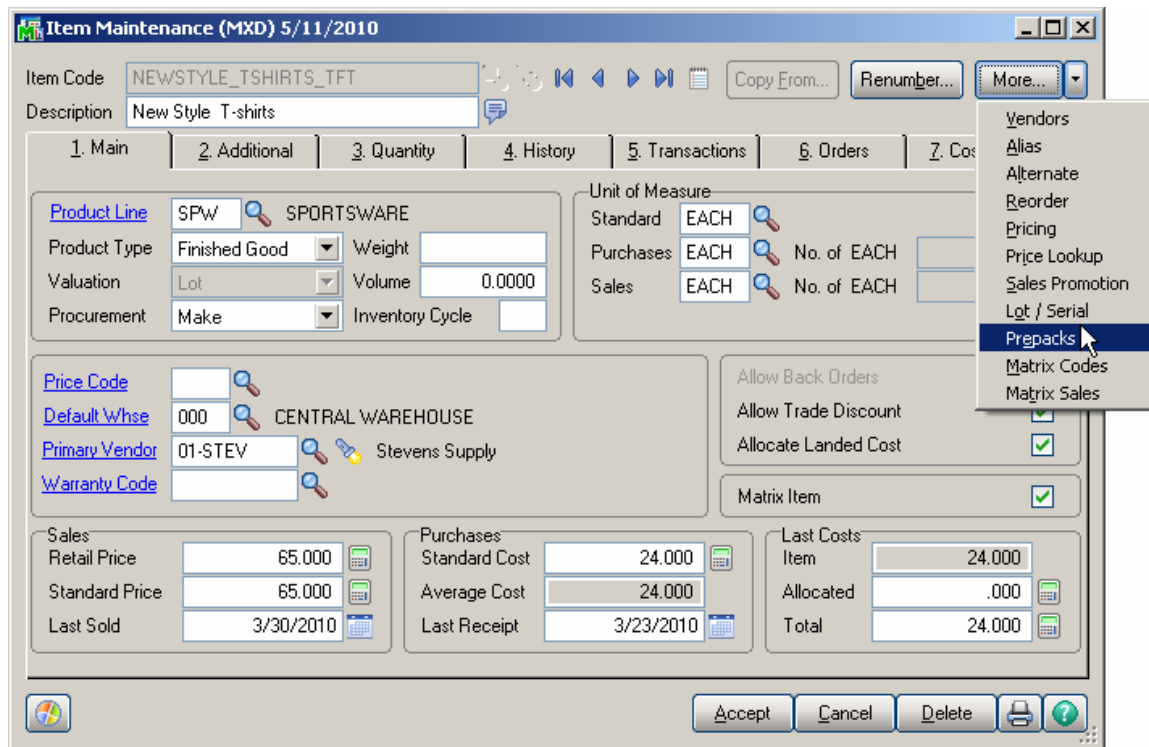 Item Maintenance (MXD) 5/11/2010
Item Code NEWSTYLE_TSHIRTS_TFT Copy From... Renumber... More...
Description New Style T-shirts
1. Main 2. Additional 3. Quantity 4. History 5. Transactions 6. Orders 7. Cos
Vendors
Alias
Alternate
Reorder
Pricing
Price Lookup
Sales Promotion
Lot / Serial
Prepacks
Matrix Codes
Matrix Sales
Product Line SPW SPORTSWARE
Product Type Finished Good Weight
Valuation Lot Volume 0.0000
Procurement Make Inventory Cycle
Unit of Measure
Standard EACH
Purchases EACH No. of EACH
Sales EACH No. of EACH
Price Code
Default Whse 000 CENTRAL WAREHOUSE
Primary Vendor 01-STEV Stevens Supply
Warranty Code
Allow Back Orders
Allow Trade Discount
Allocate Landed Cost
Matrix Item
Sales
Retail Price 65.000
Standard Price 65.000
Last Sold 3/30/2010
Purchases
Standard Cost 24.000
Average Cost 24.000
Last Receipt 3/23/2010
Last Costs
Item 24.000
Allocated .000
Total 24.000
Accept Cancel Delete